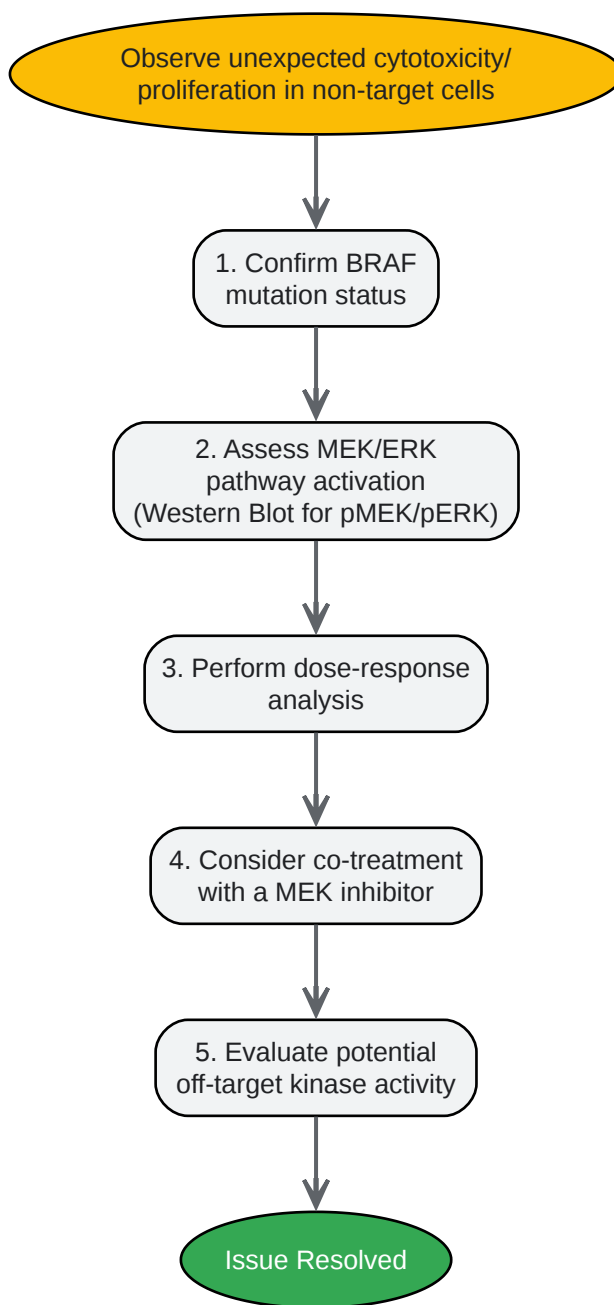 Observe unexpected cytotoxicity/
proliferation in non-target cells
1. Confirm BRAF
mutation status
2. Assess MEK/ERK
pathway activation
(Western Blot for pMEK/pERK)
3. Perform dose-response
analysis
4. Consider co-treatment
with a MEK inhibitor
5. Evaluate potential
off-target kinase activity
Issue Resolved